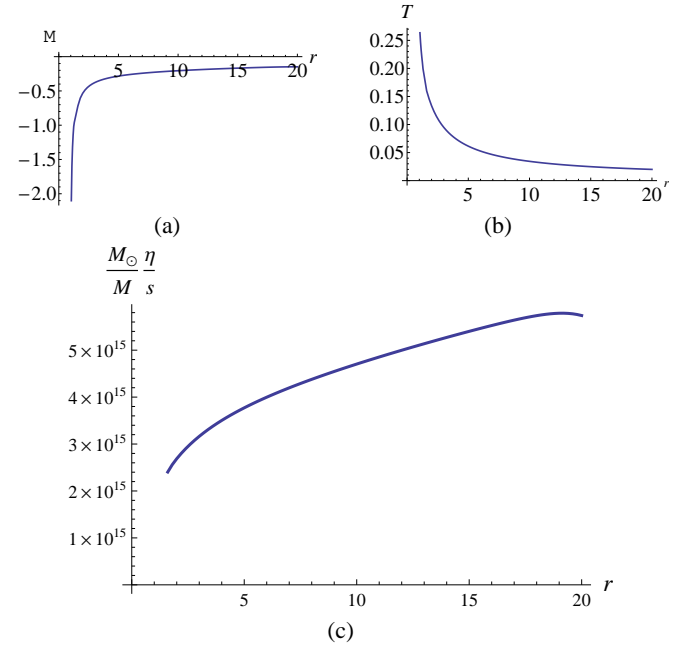 M
r
5 10 15 20
−0.5
−1.0
−1.5
−2.0
(a)
T
0.25
0.20
0.15
0.10
0.05
5 10 15 20
r
(b)
M⊙ η
M s
5 × 10¹⁵
4 × 10¹⁵
3 × 10¹⁵
2 × 10¹⁵
1 × 10¹⁵
5 10 15 20
r
(c)